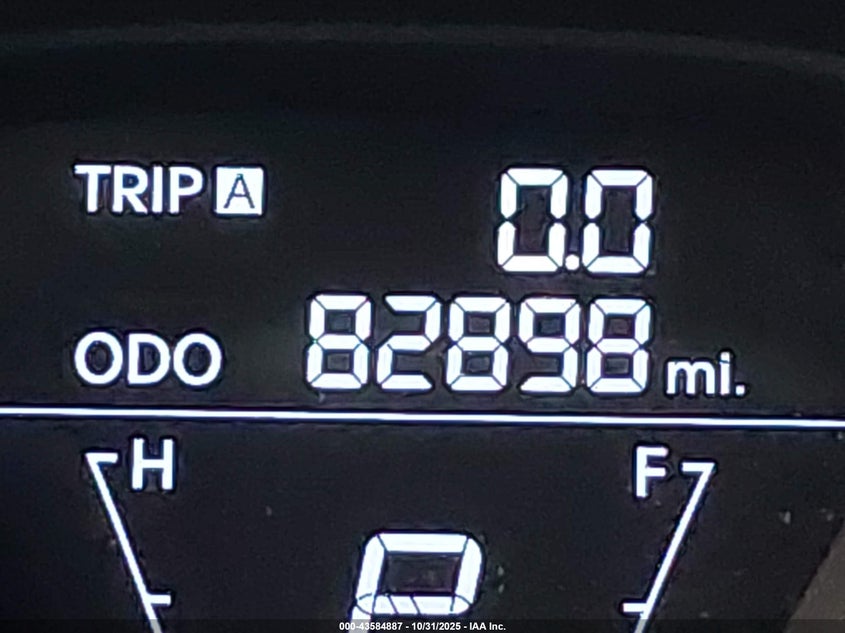 TRIP A 0.0
ODO 82898 mi.
H F
P
000-43584887 - 10/31/2025 - IAA Inc.